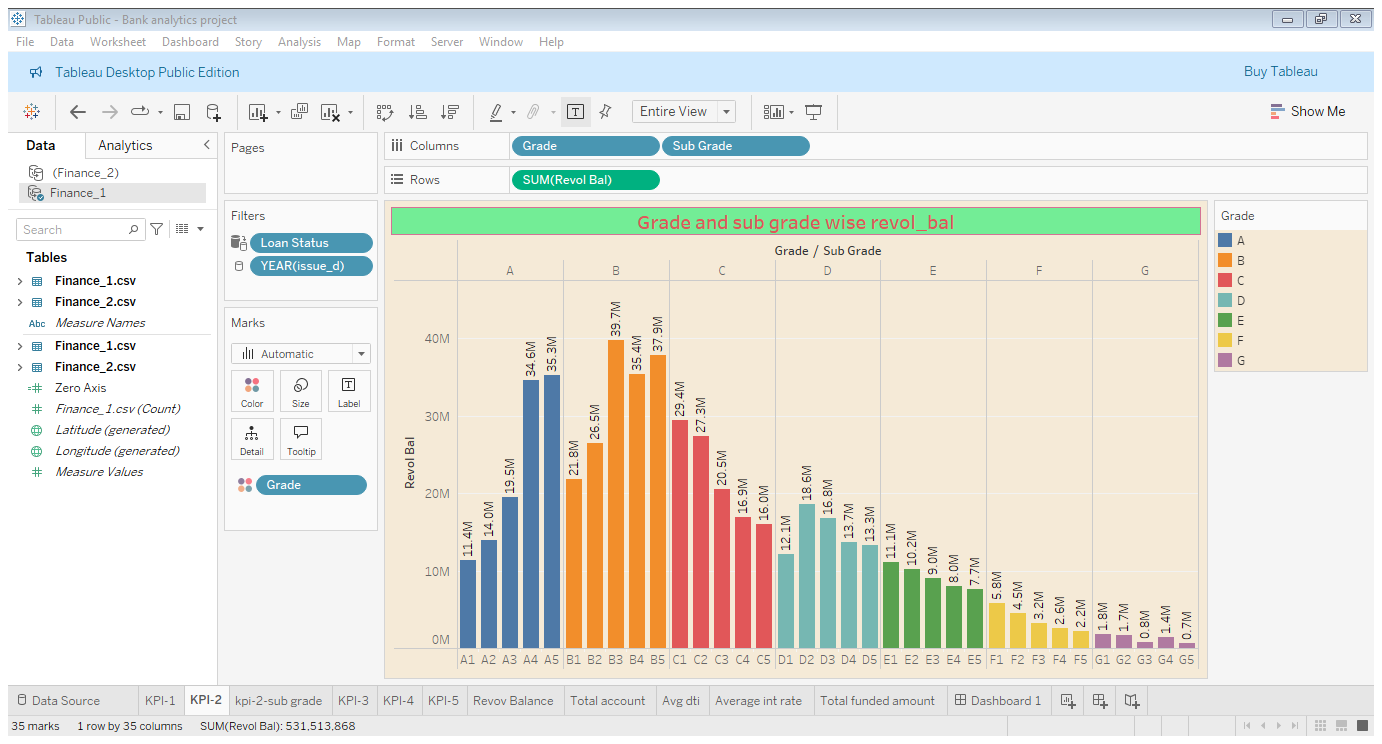 Tableau Public - Bank analytics project
File Data Worksheet Dashboard Story Analysis Map Format Server Window Help
Tableau Desktop Public Edition Buy Tableau
Entire View Show Me
Data Analytics
(Finance_2)
Finance_1
Search
Tables
Finance_1.csv
Finance_2.csv
Abc Measure Names
Finance_1.csv
Finance_2.csv
Zero Axis
Finance_1.csv (Count)
Latitude (generated)
Longitude (generated)
Measure Values
Pages
Filters
Loan Status
YEAR(issue_d)
Marks
Automatic
Color Size Label
Detail Tooltip
Grade
Columns Grade Sub Grade
Rows SUM(Revol Bal)
Grade and sub grade wise revol_bal
Grade / Sub Grade
A B C D E F G
Revol Bal
40M
30M
20M
10M
0M
11.4M 14.0M 19.5M 34.6M 35.3M 21.8M 26.5M 39.7M 35.4M 37.9M 29.4M 27.3M 20.5M 16.9M 16.0M 12.1M 18.6M 16.8M 13.7M 13.3M 11.1M 10.2M 9.0M 8.0M 7.7M 5.8M 4.5M 3.2M 2.6M 2.2M 1.8M 1.7M 0.8M 1.4M 0.7M
A1 A2 A3 A4 A5 B1 B2 B3 B4 B5 C1 C2 C3 C4 C5 D1 D2 D3 D4 D5 E1 E2 E3 E4 E5 F1 F2 F3 F4 F5 G1 G2 G3 G4 G5
Grade
A
B
C
D
E
F
G
Data Source KPI-1 KPI-2 kpi-2-sub grade KPI-3 KPI-4 KPI-5 Revov Balance Total account Avg dti Average int rate Total funded amount Dashboard 1
35 marks 1 row by 35 columns SUM(Revol Bal): 531,513,868